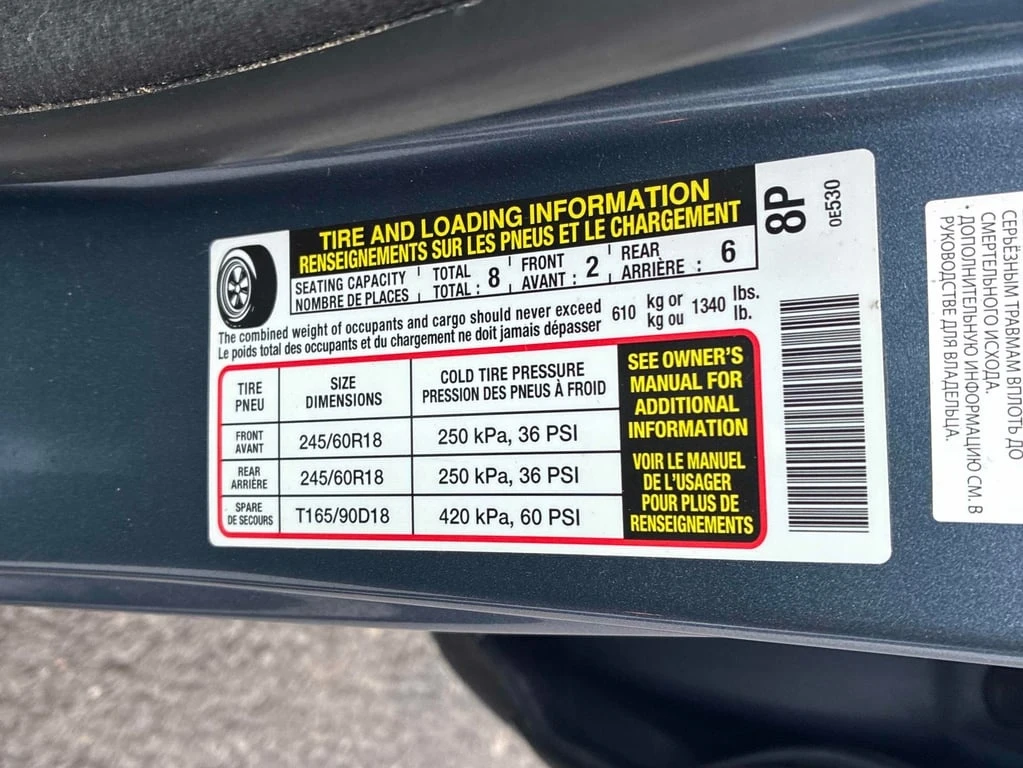 TIRE AND LOADING INFORMATION
RENSEIGNEMENTS SUR LES PNEUS ET LE CHARGEMENT
8P
0E530
SEATING CAPACITY
NOMBRE DE PLACES
TOTAL
TOTAL : 8
FRONT
AVANT : 2
REAR
ARRIÈRE : 6
The combined weight of occupants and cargo should never exceed 610 kg or 1340 lbs.
Le poids total des occupants et du chargement ne doit jamais dépasser kg ou lb.
TIRE
PNEU
SIZE
DIMENSIONS
COLD TIRE PRESSURE
PRESSION DES PNEUS À FROID
FRONT
AVANT
245/60R18
250 kPa, 36 PSI
REAR
ARRIÈRE
245/60R18
250 kPa, 36 PSI
SPARE
DE SECOURS
T165/90D18
420 kPa, 60 PSI
SEE OWNER'S
MANUAL FOR
ADDITIONAL
INFORMATION
VOIR LE MANUEL
DE L'USAGER
POUR PLUS DE
RENSEIGNEMENTS
СЕРЬЁЗНЫМ ТРАВМАМ ВПЛОТЬ ДО
СМЕРТЕЛЬНОГО ИСХОДА.
ДОПОЛНИТЕЛЬНУЮ ИНФОРМАЦИЮ СМ. В
РУКОВОДСТВЕ ДЛЯ ВЛАДЕЛЬЦА.